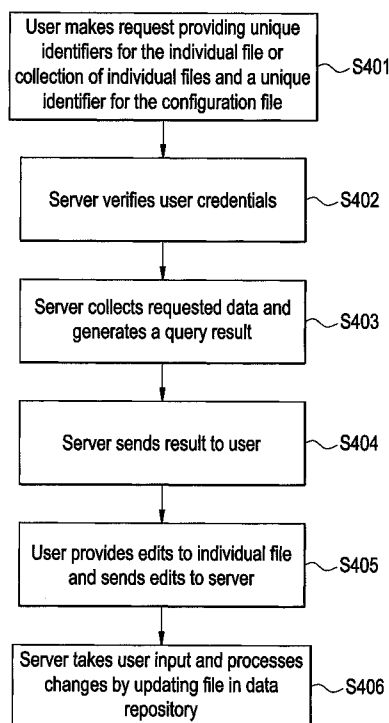 User makes request providing unique
identifiers for the individual file or
collection of individual files and a unique
identifier for the configuration file
S401
Server verifies user credentials
S402
Server collects requested data and
generates a query result
S403
Server sends result to user
S404
User provides edits to individual file
and sends edits to server
S405
Server takes user input and processes
changes by updating file in data
repository
S406